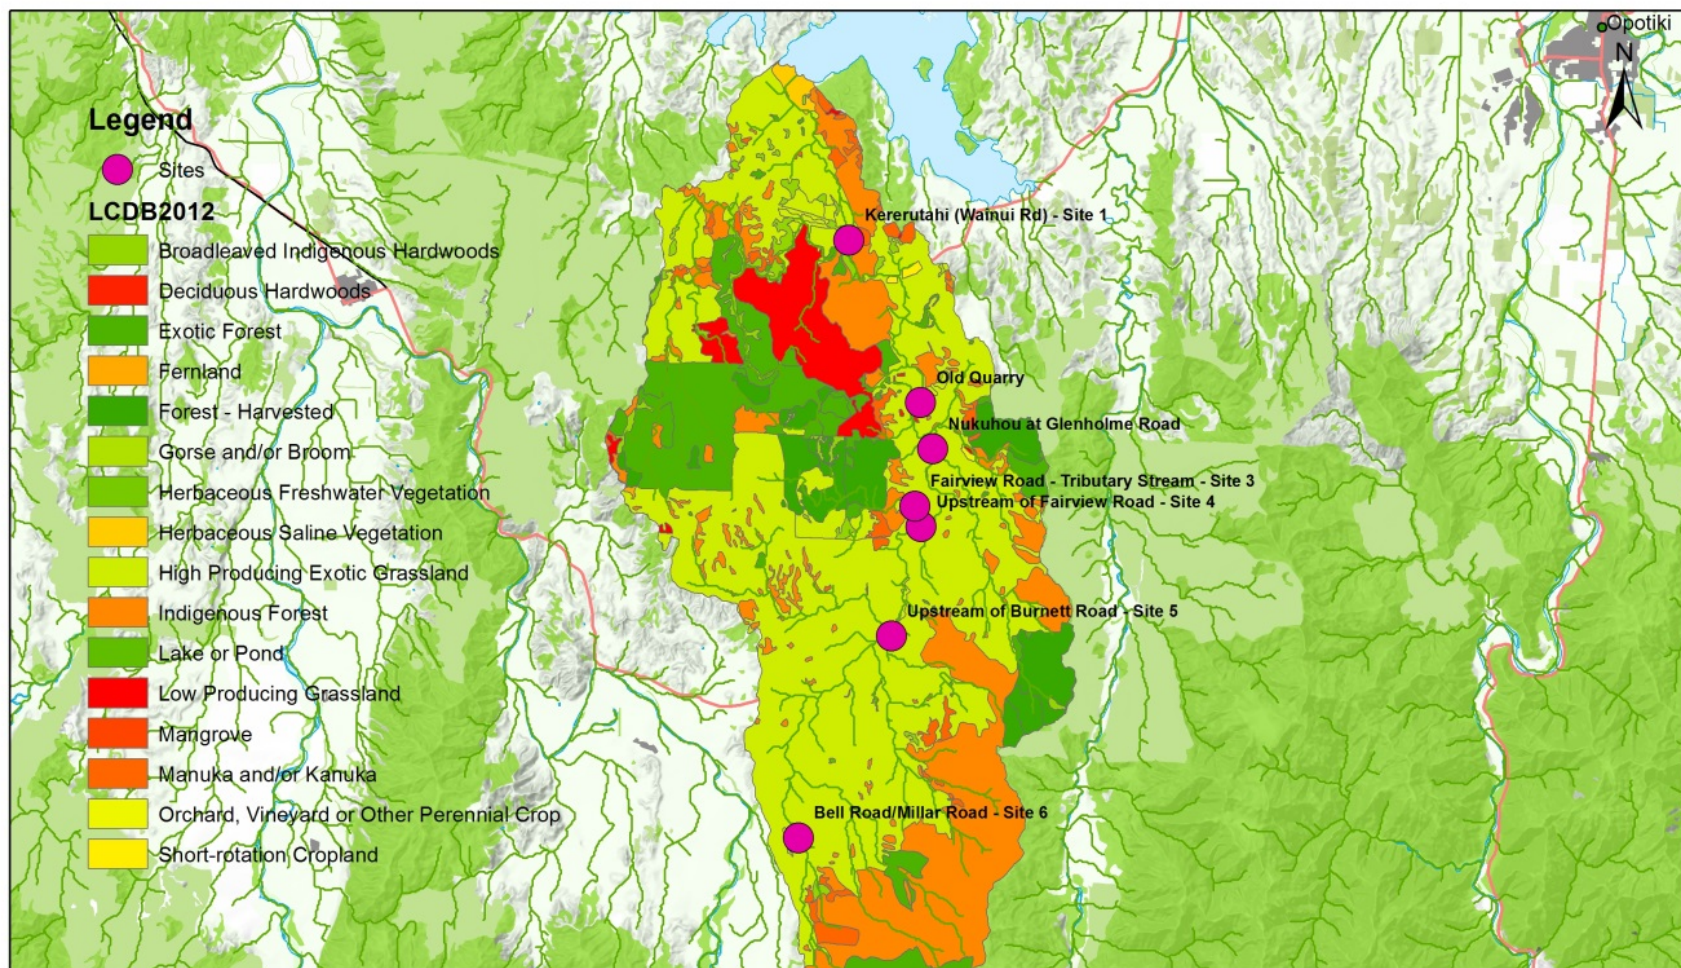 Opotiki
N
Legend
Sites
LCDB2012
Broadleaved Indigenous Hardwoods
Deciduous Hardwoods
Exotic Forest
Fernland
Forest - Harvested
Gorse and/or Broom
Herbaceous Freshwater Vegetation
Herbaceous Saline Vegetation
High Producing Exotic Grassland
Indigenous Forest
Lake or Pond
Low Producing Grassland
Mangrove
Manuka and/or Kanuka
Orchard, Vineyard or Other Perennial Crop
Short-rotation Cropland
Kererutahi (Wainui Rd) - Site 1
Old Quarry
Nukuhou at Glenholme Road
Fairview Road - Tributary Stream - Site 3
Upstream of Fairview Road - Site 4
Upstream of Burnett Road - Site 5
Bell Road/Millar Road - Site 6